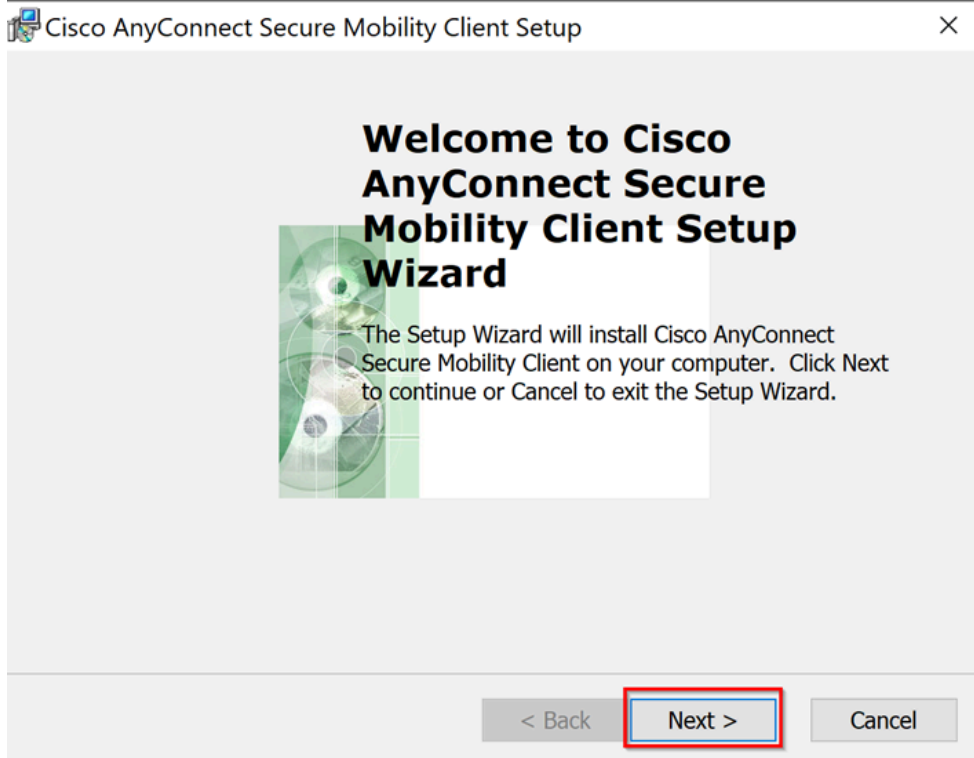 Cisco AnyConnect Secure Mobility Client Setup
Welcome to Cisco
AnyConnect Secure
Mobility Client Setup
Wizard
The Setup Wizard will install Cisco AnyConnect
Secure Mobility Client on your computer.  Click Next
to continue or Cancel to exit the Setup Wizard.
< Back
Next >
Cancel